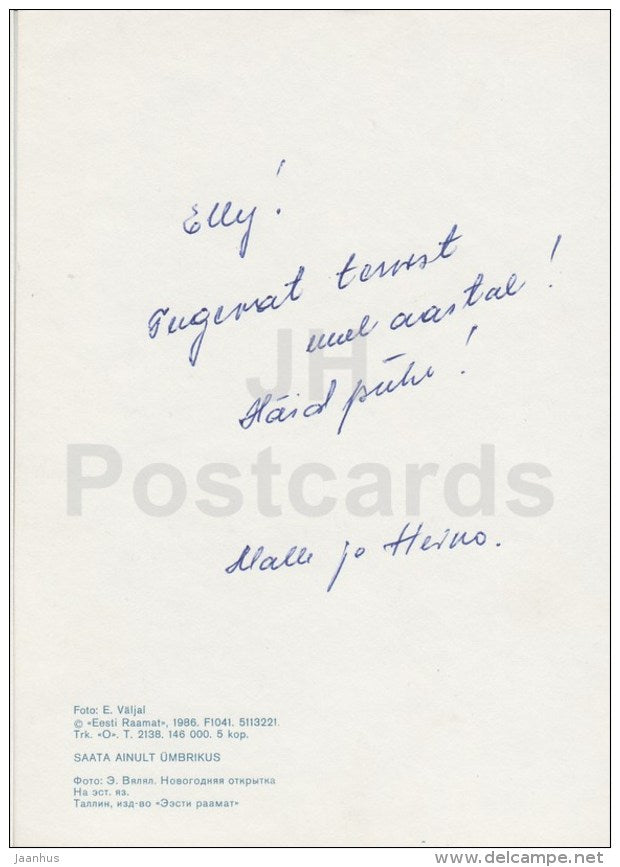 Elly!
Tugevat tervist
uuel aastal!
Häid pühi!
JH
Postcards
Malle ja Heino.
Foto: E. Väljal
© «Eesti Raamat», 1986. F1041. 5113221.
Trk. «O». T. 2138. 146 000. 5 kop.
SAATA AINULT ÜMBRIKUS
Фото: Э. Вялял. Новогодняя открытка
На эст. яз.
Таллин, изд-во «Ээсти раамат»
jaanhus
www.delcampe.net